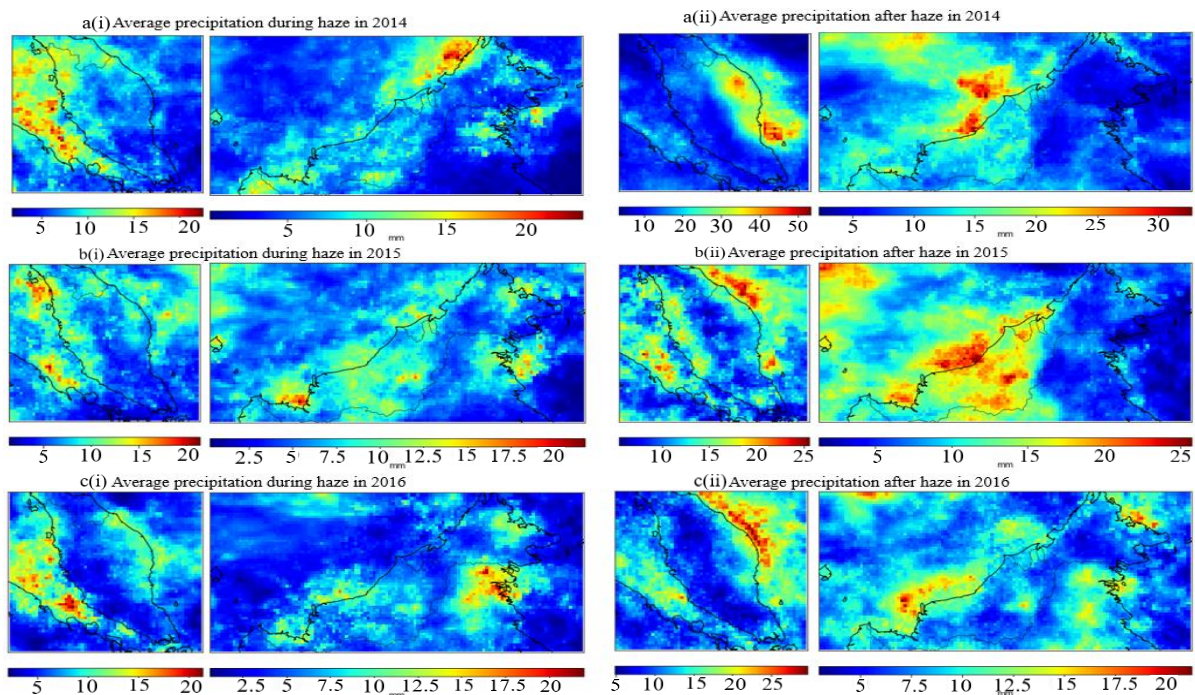 a(i) Average precipitation during haze in 2014
a(ii) Average precipitation after haze in 2014
5 10 15 20
5 10 15 20
mm
10 20 30 40 50
5 10 15 20 25 30
mm
b(i) Average precipitation during haze in 2015
b(ii) Average precipitation after haze in 2015
5 10 15 20
2.5 5 7.5 10 12.5 15 17.5 20
mm
10 15 20 25
5 10 15 20 25
mm
c(i) Average precipitation during haze in 2016
c(ii) Average precipitation after haze in 2016
5 10 15 20
2.5 5 7.5 10 12.5 15 17.5 20
mm
5 10 15 20 25
5 7.5 10 12.5 15 17.5 20
mm